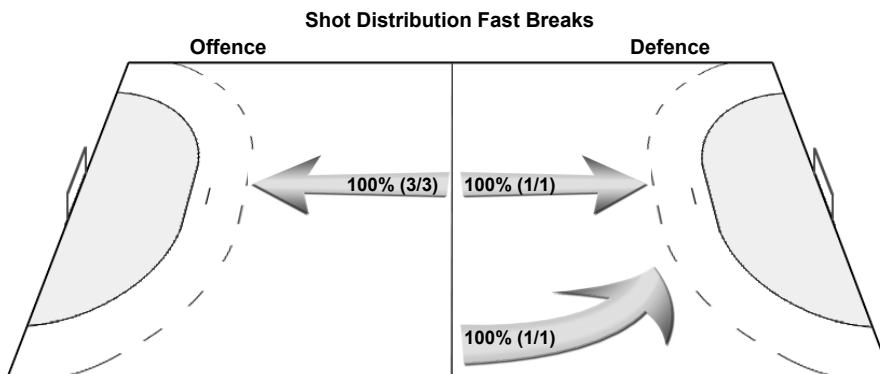 Shot Distribution Fast Breaks
Offence
Defence
100% (3/3)
100% (1/1)
100% (1/1)